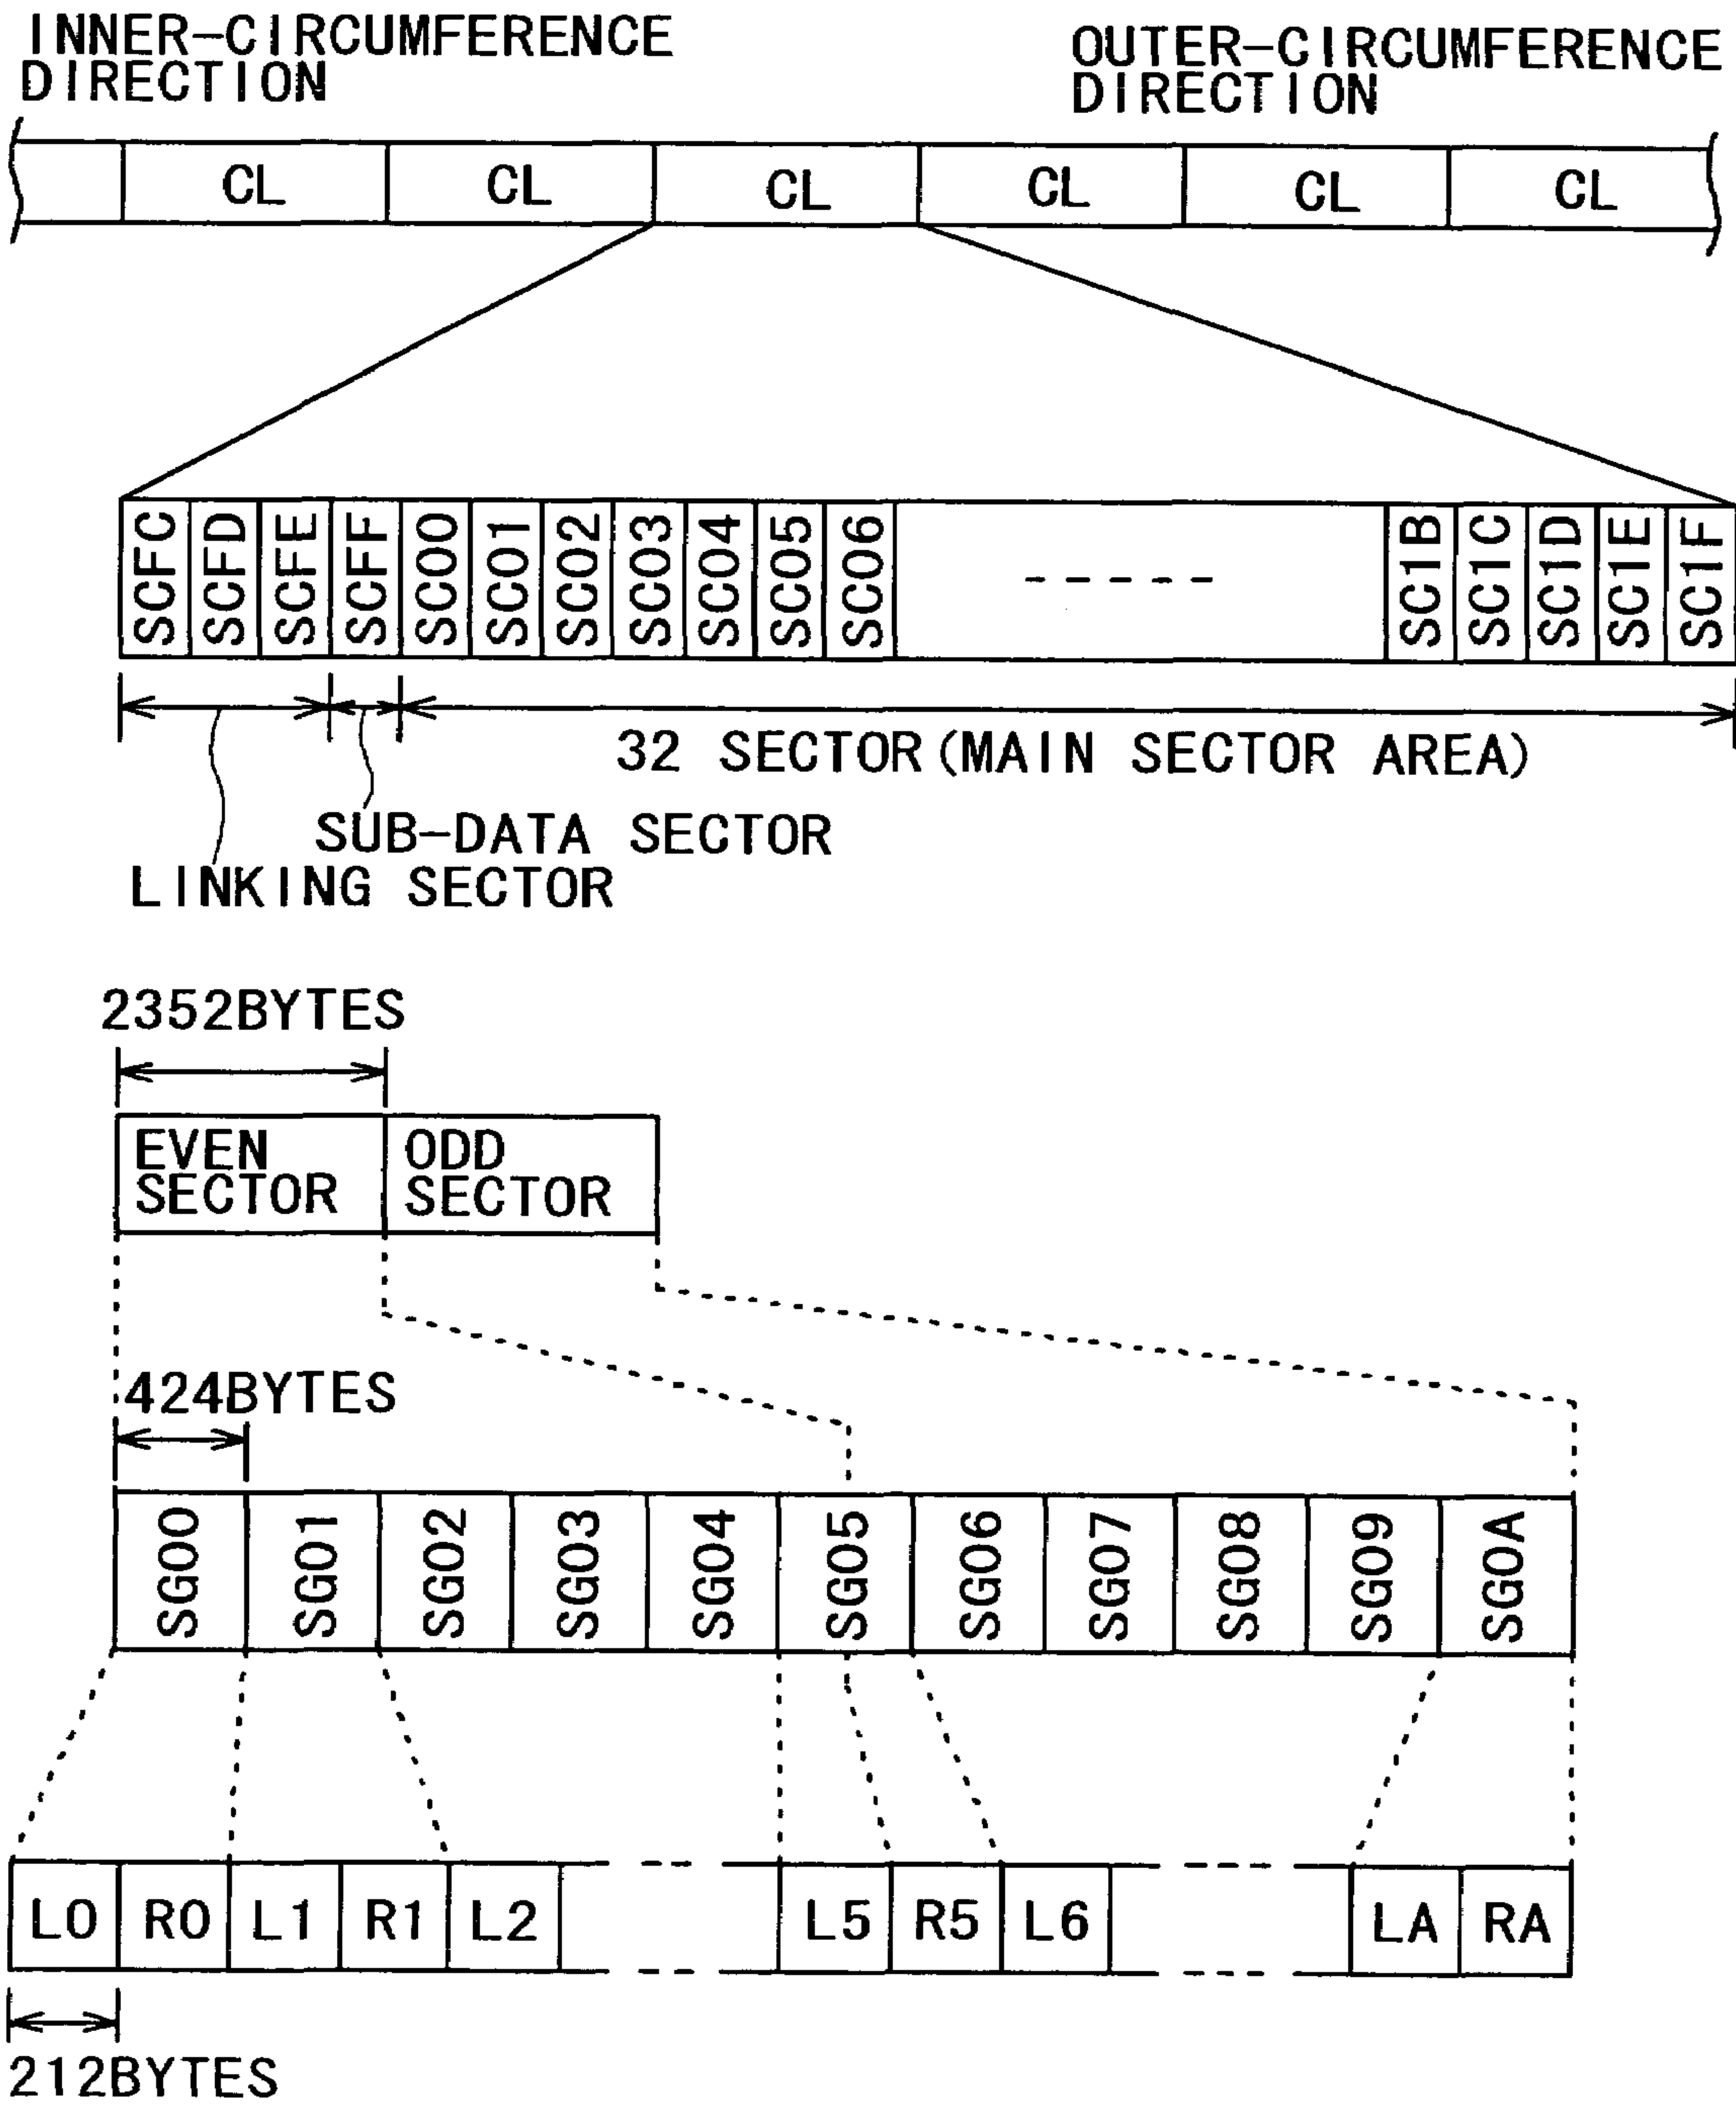 INNER-CIRCUMFERENCE
DIRECTION
OUTER-CIRCUMFERENCE
DIRECTION
CL CL CL CL CL CL
SCFC SCFD SCFE SCFF SC00 SC01 SC02 SC03 SC04 SC05 SC06 ----- SC1B SC1C SC1D SC1E SC1F
32 SECTOR (MAIN SECTOR AREA)
SUB-DATA SECTOR
LINKING SECTOR
2352BYTES
EVEN
SECTOR
ODD
SECTOR
424BYTES
SG00 SG01 SG02 SG03 SG04 SG05 SG06 SG07 SG08 SG09 SG0A
L0 R0 L1 R1 L2 L5 R5 L6 LA RA
212BYTES